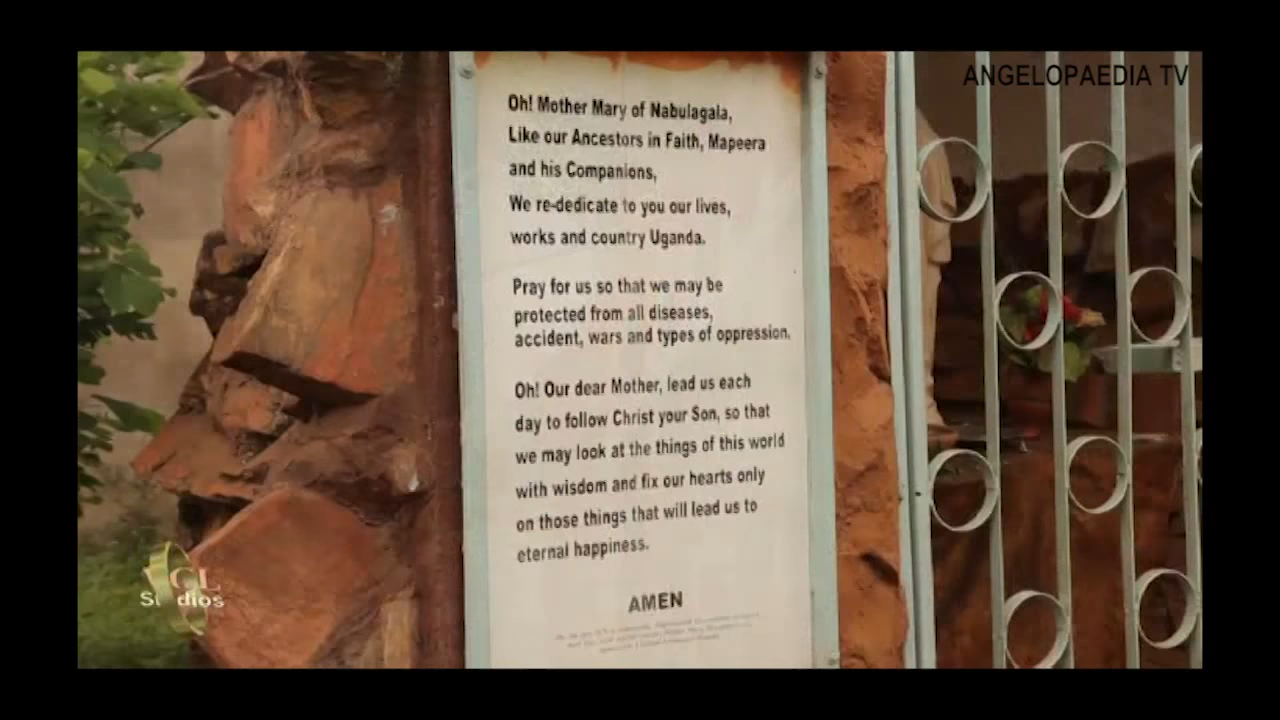 ANGELOPAEDIA TV
Oh! Mother Mary of Nabulagala,
Like our Ancestors in Faith, Mapeera
and his Companions,
We re-dedicate to you our lives,
works and country Uganda.
Pray for us so that we may be
protected from all diseases,
accident, wars and types of oppression.
Oh! Our dear Mother, lead us each
day to follow Christ your Son, so that
we may look at the things of this world
with wisdom and fix our hearts only
on those things that will lead us to
eternal happiness.
AMEN
VCL
Studios